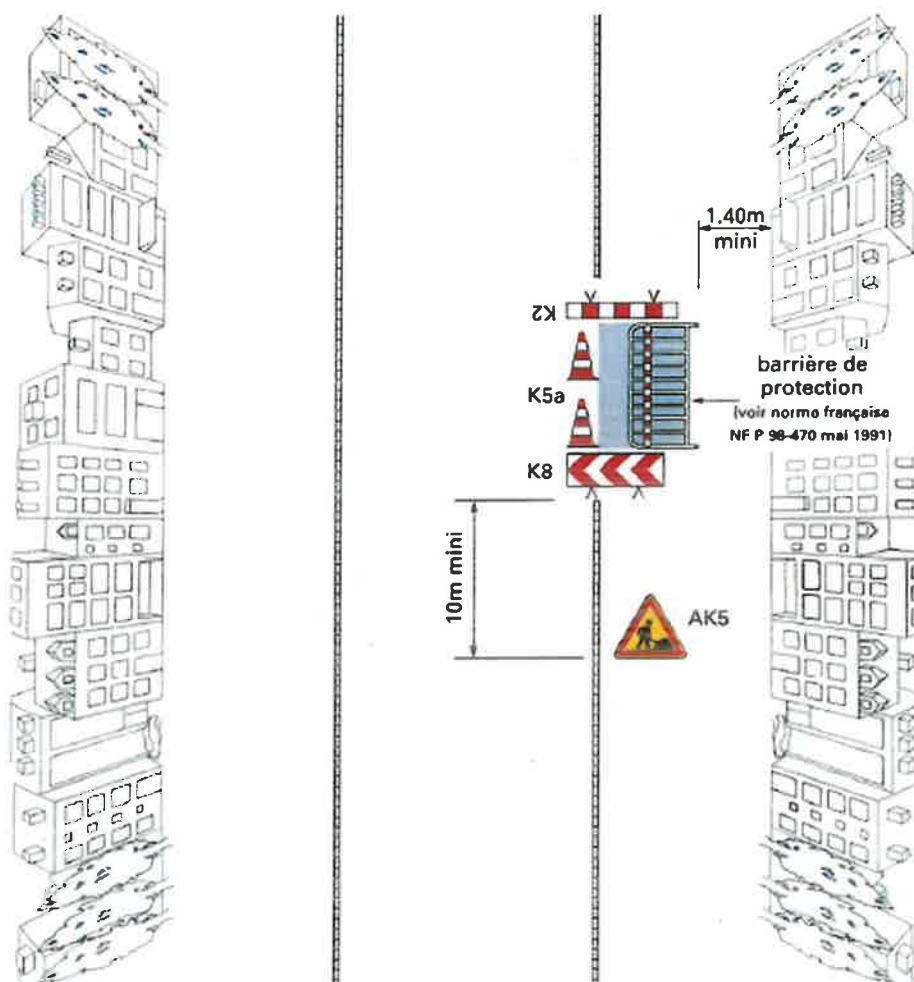 1.40m
mini
K2
K5a
barrière de
protection
(voir norme française
NF P 98-470 mai 1991)
K8
10m mini
AK5